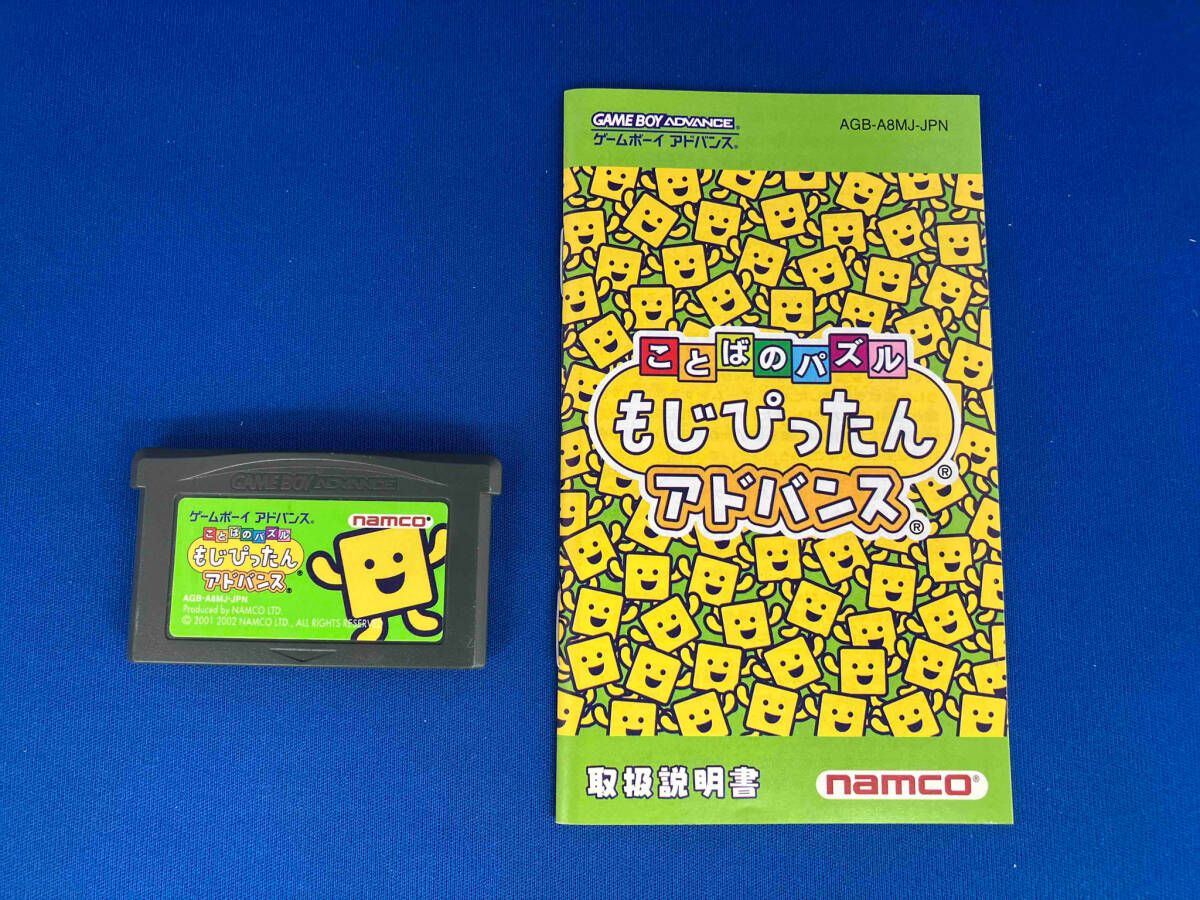 GAME BOY ADVANCE
ゲームボーイ アドバンス®
namco®
ことばのパズル
もじぴったん®
アドバンス®
AGB-A8MJ-JPN
Produced by NAMCO LTD.
© 2001 2002 NAMCO LTD., ALL RIGHTS RESERV
GAME BOY ADVANCE®
ゲームボーイ アドバンス®
AGB-A8MJ-JPN
ことばのパズル
もじぴったん®
アドバンス®
取扱説明書
namco®